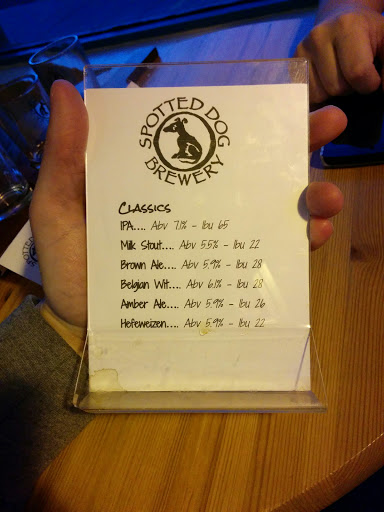 SPOTTED DOG
BREWERY
CLASSICS
IPA.... Abv 7.1% - Ibu 65
Milk Stout.... Abv 5.5% - Ibu 22
Brown Ale.... Abv 5.9% - Ibu 28
Belgian Wit.... Abv 6.1% - Ibu 28
Amber Ale.... Abv 5.9% - Ibu 26
Hefeweizen.... Abv 5.9% - Ibu 22